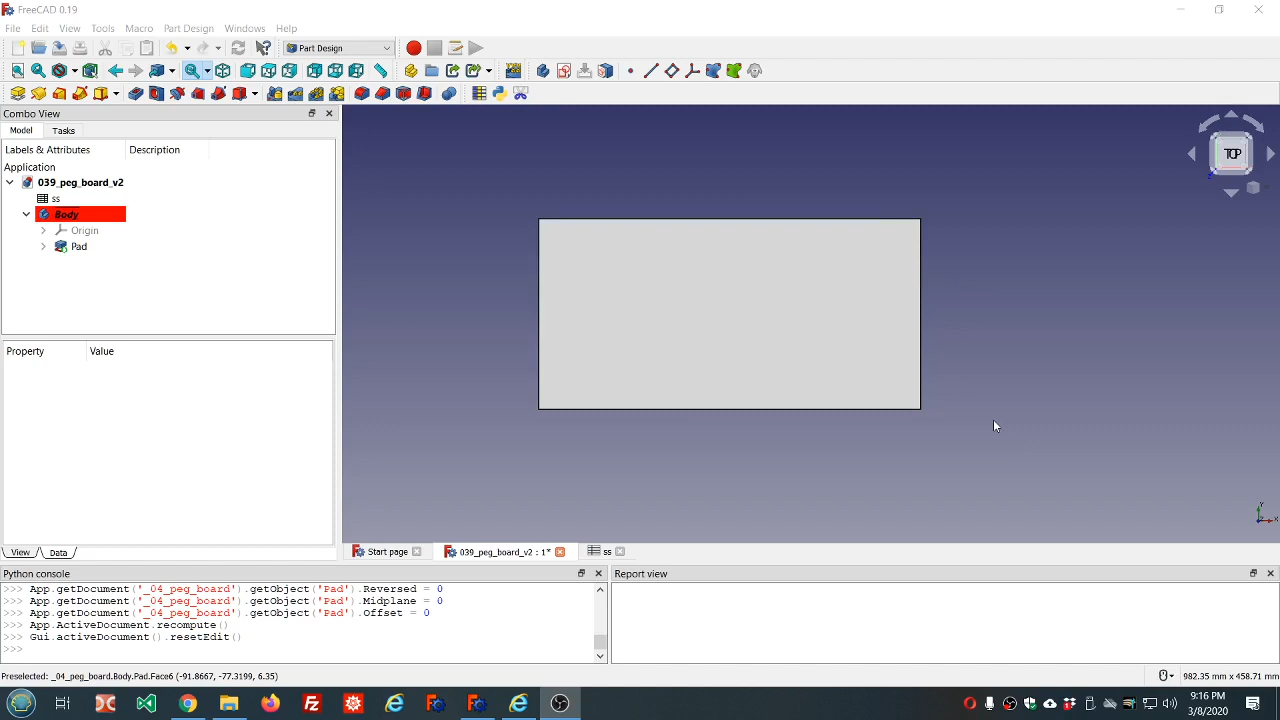 FreeCAD 0.19
File Edit View Tools Macro Part Design Windows Help
Part Design
Combo View
Model Tasks
Labels & Attributes Description
Application
039_peg_board_v2
ss
Body
Origin
Pad
TOP
Property Value
View Data
Start page 039_peg_board_v2 : 1* ss
Python console
>>> App.getDocument('_04_peg_board').getObject('Pad').Reversed = 0
>>> App.getDocument('_04_peg_board').getObject('Pad').Midplane = 0
>>> App.getDocument('_04_peg_board').getObject('Pad').Offset = 0
>>> App.ActiveDocument.recompute()
>>> Gui.activeDocument().resetEdit()
>>>
Report view
Preselected: _04_peg_board.Body.Pad.Face6 (-91.8667, -77.3199, 6.35)
982.35 mm x 458.71 mm
9:16 PM
3/8/2020